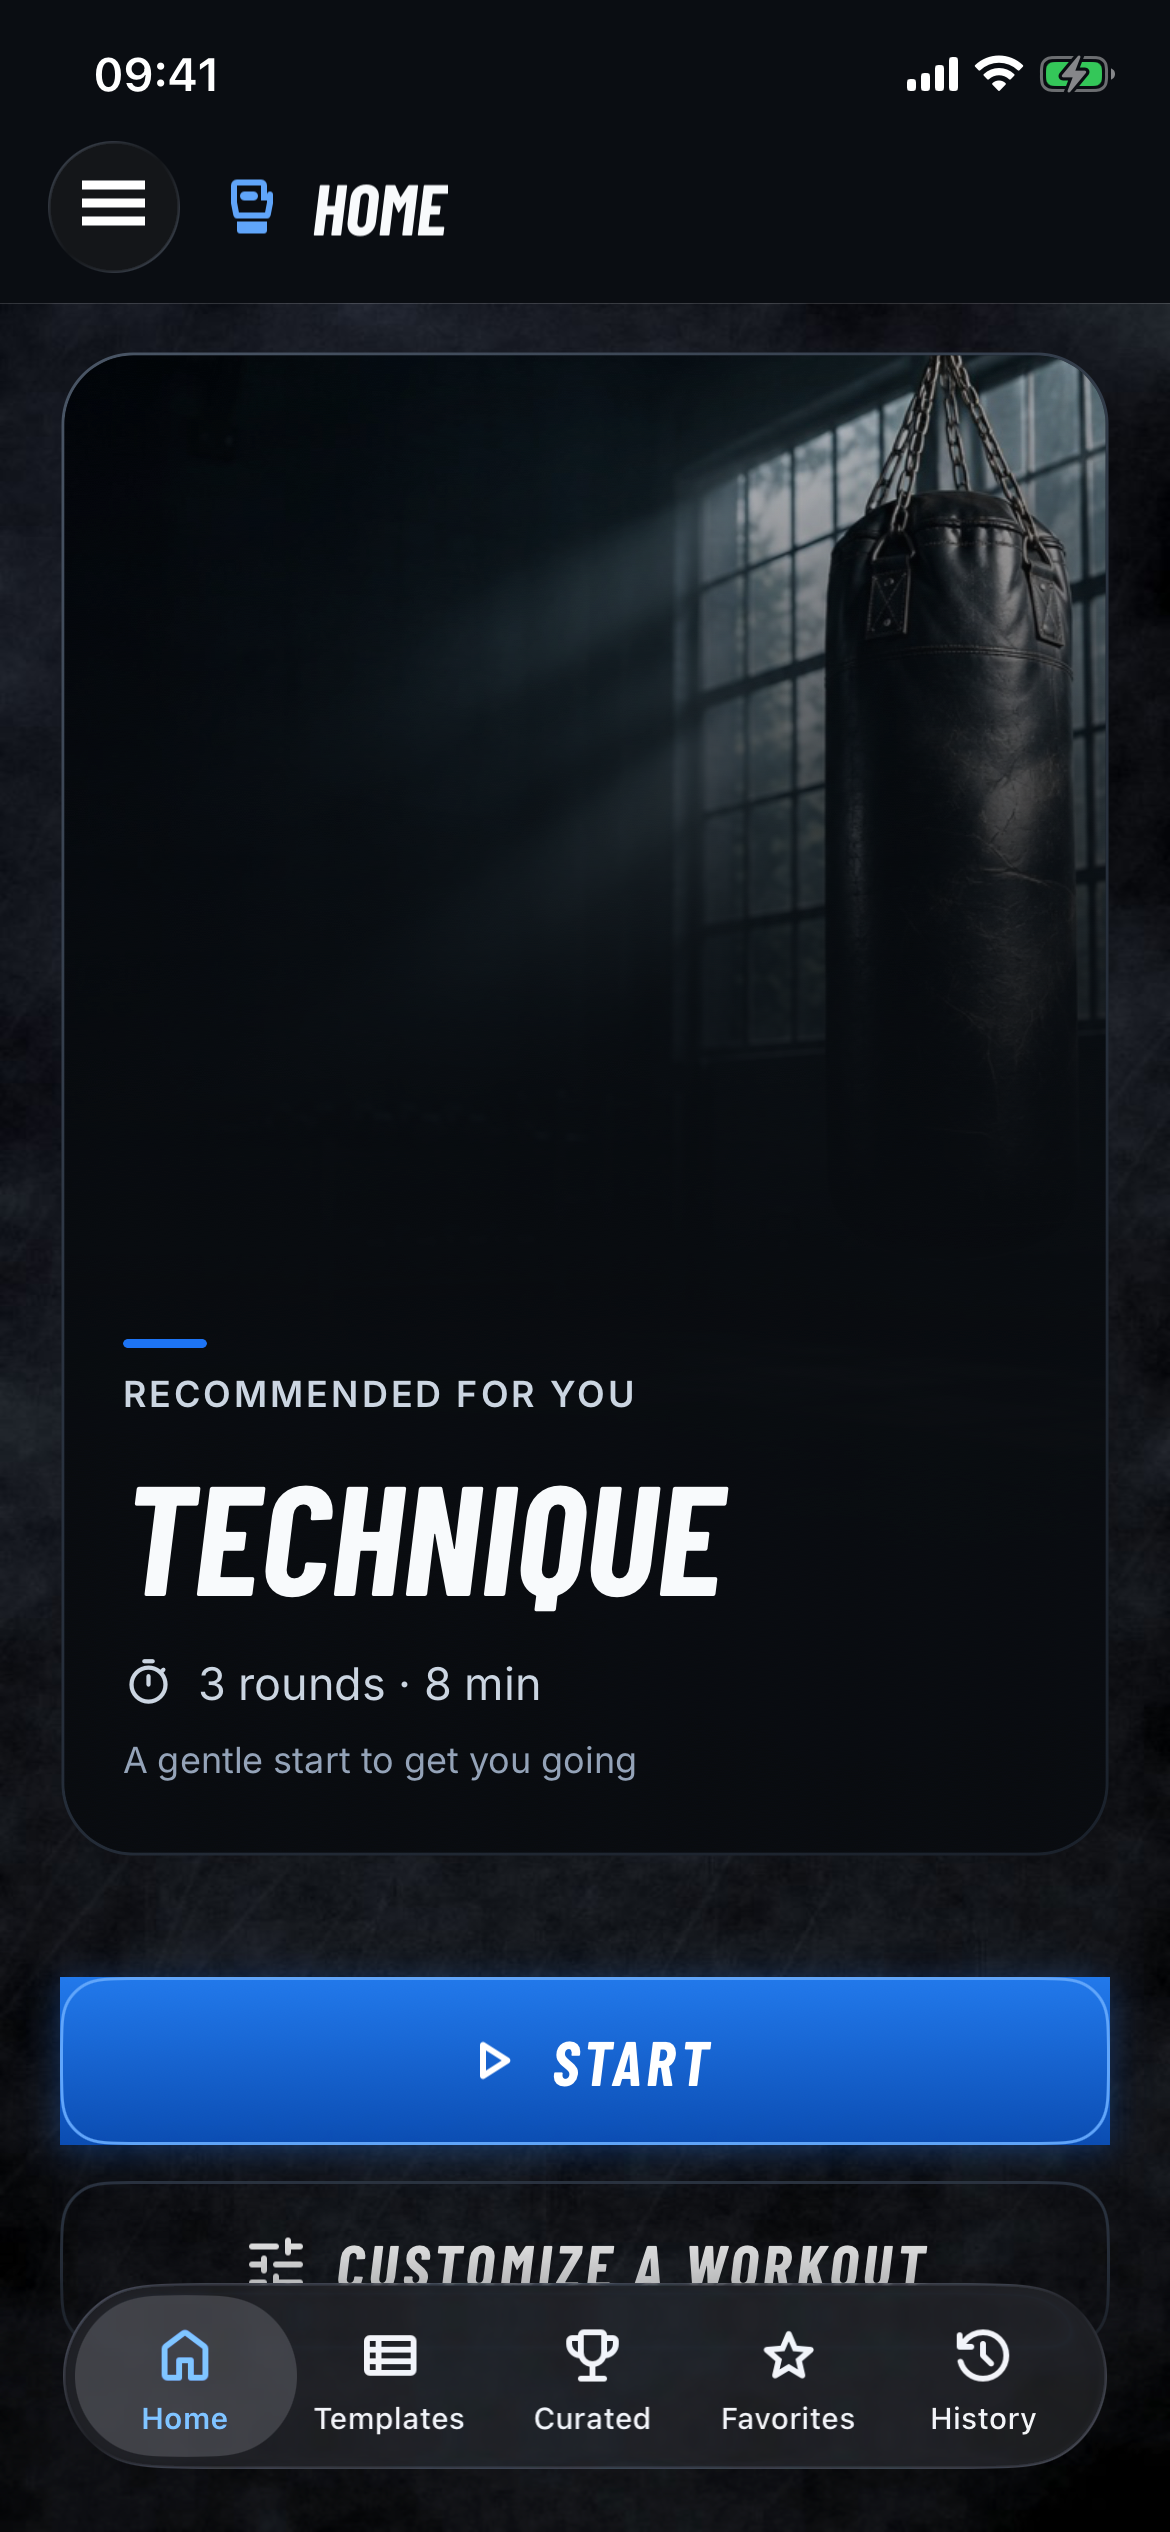 09:41
HOME
RECOMMENDED FOR YOU
TECHNIQUE
3 rounds · 8 min
A gentle start to get you going
START
CUSTOMIZE A WORKOUT
Home
Templates
Curated
Favorites
History